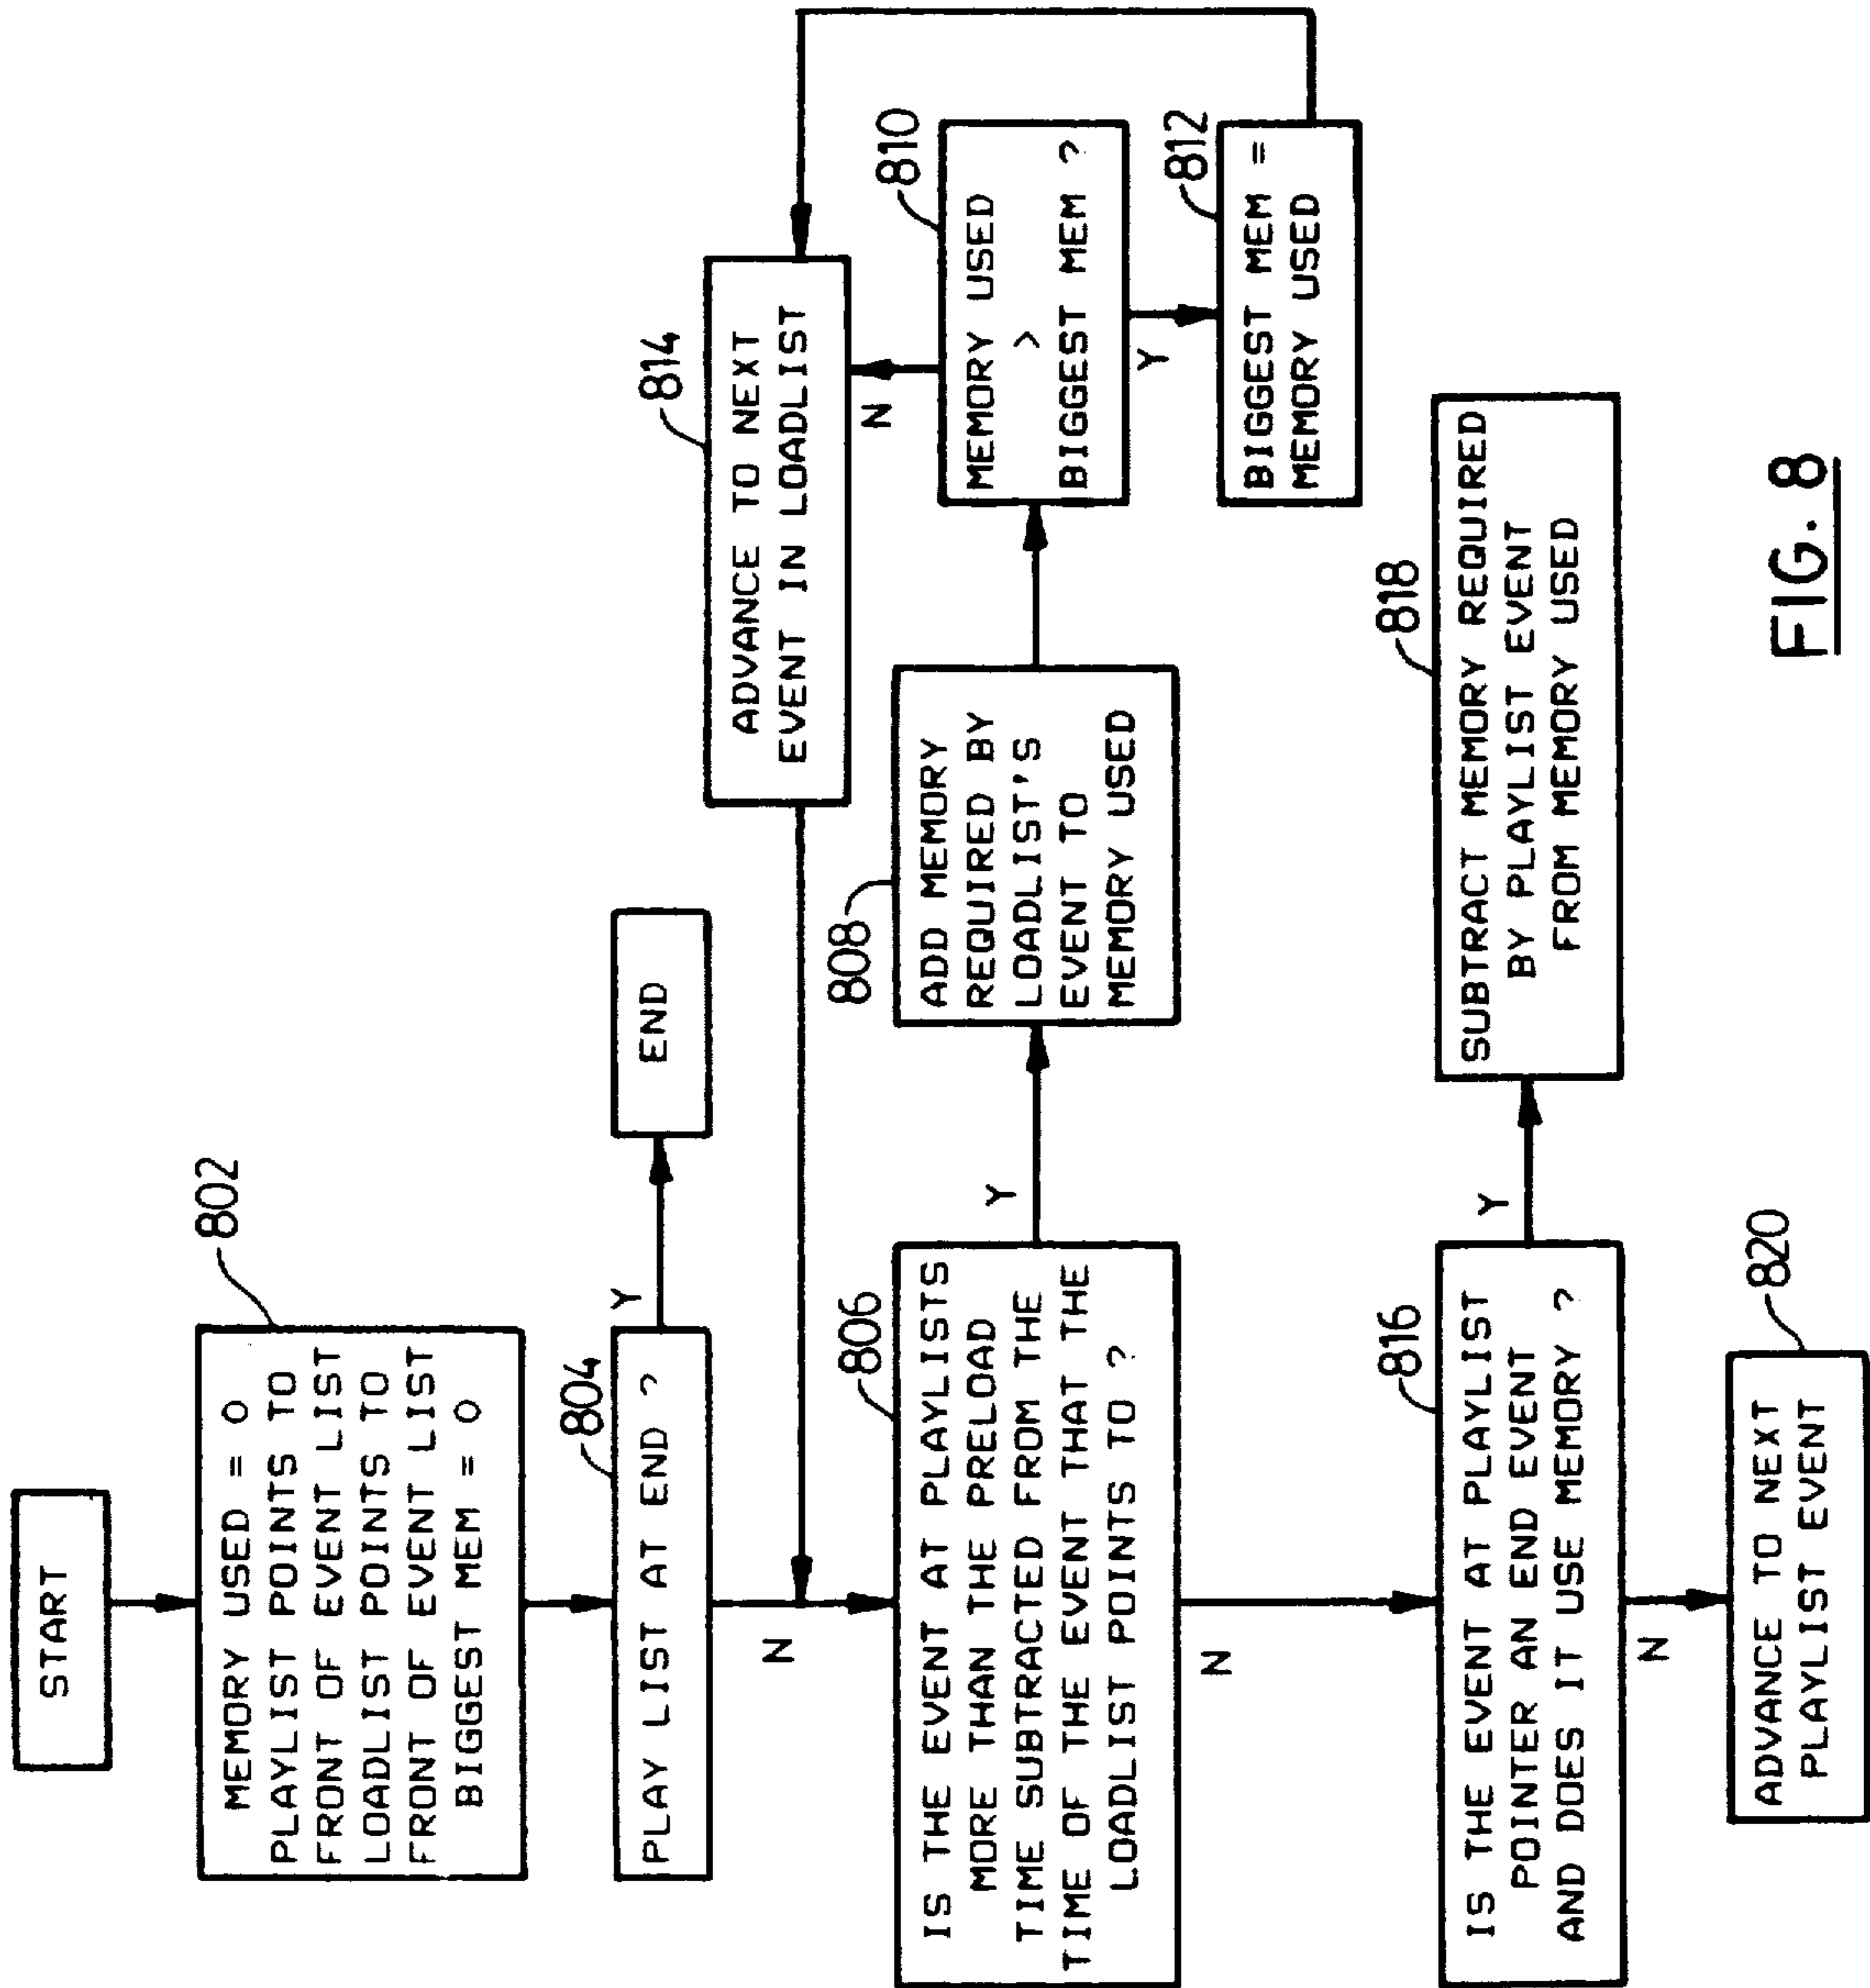 START
802
MEMORY USED = 0
PLAYLIST POINTS TO
FRONT OF EVENT LIST
LOADLIST POINTS TO
FRONT OF EVENT LIST
BIGGEST MEM = 0
804
PLAY LIST AT END ?
Y
END
N
806
IS THE EVENT AT PLAYLISTS
MORE THAN THE PRELOAD
TIME SUBTRACTED FROM THE
TIME OF THE EVENT THAT THE
LOADLIST POINTS TO ?
Y
N
808
ADD MEMORY
REQUIRED BY
LOADLIST'S
EVENT TO
MEMORY USED
810
MEMORY USED
>
BIGGEST MEM ?
N
Y
812
BIGGEST MEM =
MEMORY USED
814
ADVANCE TO NEXT
EVENT IN LOADLIST
816
IS THE EVENT AT PLAYLIST
POINTER AN END EVENT
AND DOES IT USE MEMORY ?
Y
N
818
SUBTRACT MEMORY REQUIRED
BY PLAYLIST EVENT
FROM MEMORY USED
820
ADVANCE TO NEXT
PLAYLIST EVENT
FIG. 8